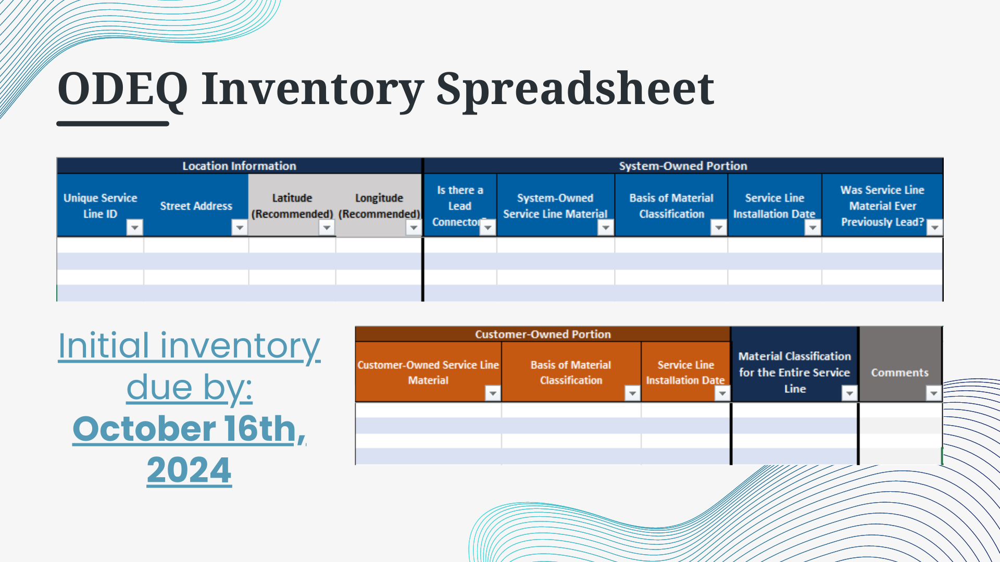 ODEQ Inventory Spreadsheet
Location Information
System-Owned Portion
Unique Service
Line ID
Street Address
Latitude
(Recommended)
Longitude
(Recommended)
Is there a
Lead
Connector?
System-Owned
Service Line Material
Basis of Material
Classification
Service Line
Installation Date
Was Service Line
Material Ever
Previously Lead?
Initial inventory
due by:
October 16th,
2024
Customer-Owned Portion
Customer-Owned Service Line
Material
Basis of Material
Classification
Service Line
Installation Date
Material Classification
for the Entire Service
Line
Comments